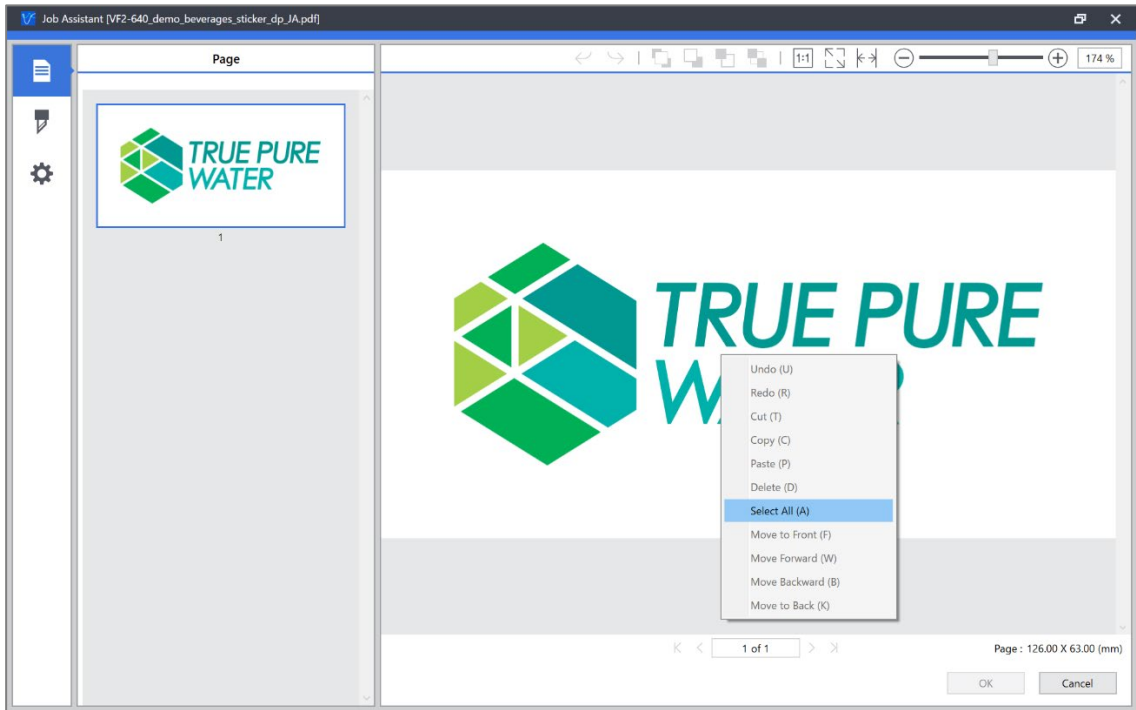 Job Assistant [VF2-640_demo_beverages_sticker_dp_JA.pdf]
Page
1:1
174 %
TRUE PURE
WATER
1
TRUE PURE
Undo (U)
Redo (R)
Cut (T)
Copy (C)
Paste (P)
Delete (D)
Select All (A)
Move to Front (F)
Move Forward (W)
Move Backward (B)
Move to Back (K)
1 of 1
Page : 126.00 X 63.00 (mm)
OK
Cancel